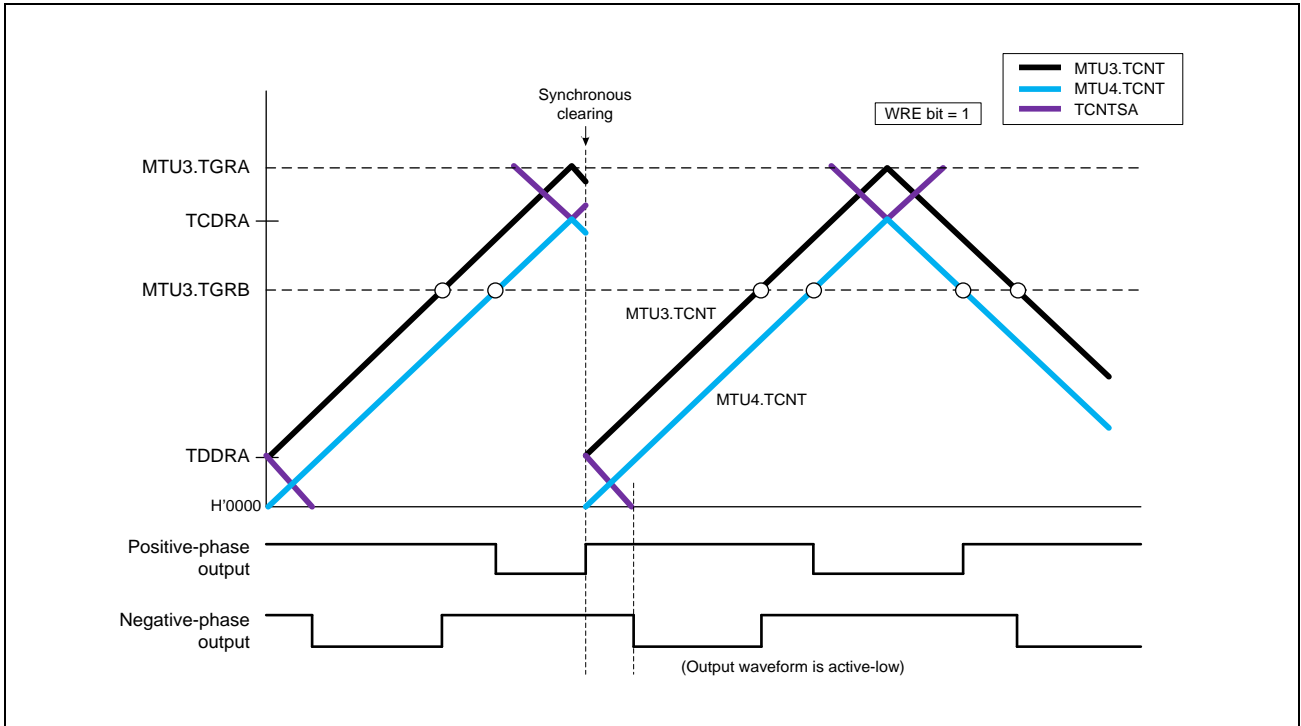 MTU3.TCNT
MTU4.TCNT
TCNTSA
Synchronous
clearing
WRE bit = 1
MTU3.TGRA
TCDRA
MTU3.TGRB
MTU3.TCNT
MTU4.TCNT
TDDRA
H'0000
Positive-phase
output
Negative-phase
output
(Output waveform is active-low)